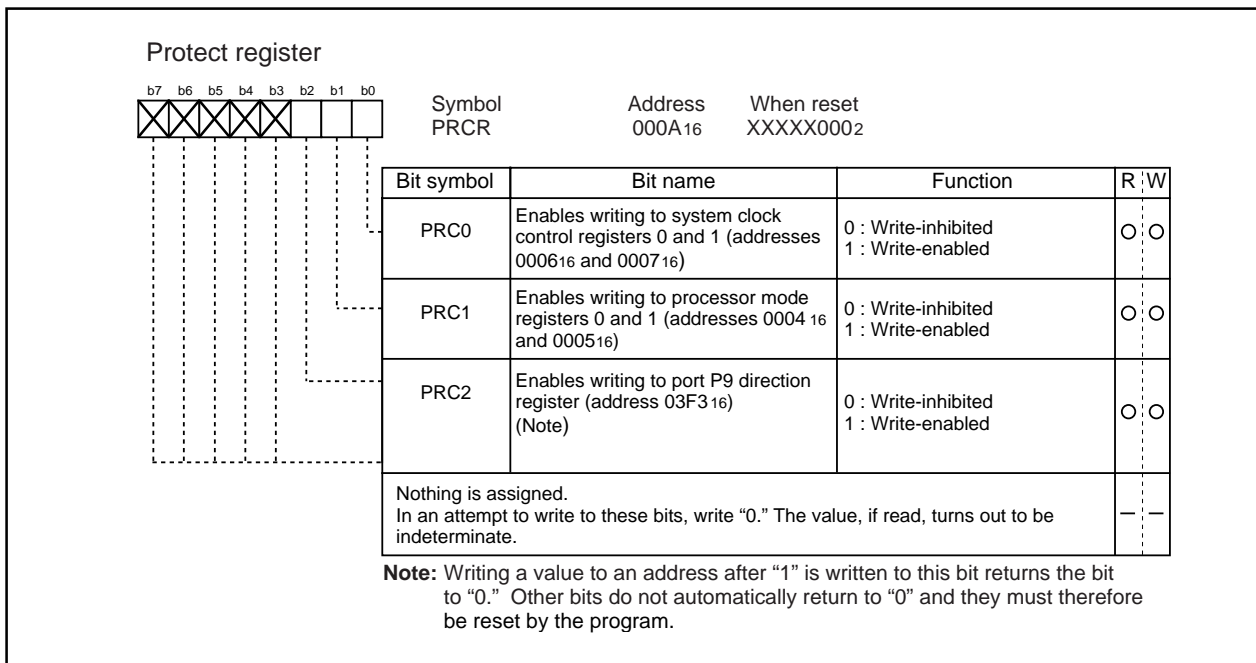 Protect register
b7 b6 b5 b4 b3 b2 b1 b0
Symbol Address When reset
PRCR 000A16 XXXXX0002
Bit symbol Bit name Function R W
PRC0
Enables writing to system clock
control registers 0 and 1 (addresses
000616 and 000716)
0 : Write-inhibited
1 : Write-enabled
PRC1
Enables writing to processor mode
registers 0 and 1 (addresses 0004 16
and 000516)
0 : Write-inhibited
1 : Write-enabled
PRC2
Enables writing to port P9 direction
register (address 03F3 16)
(Note)
0 : Write-inhibited
1 : Write-enabled
Nothing is assigned.
In an attempt to write to these bits, write “0.” The value, if read, turns out to be
indeterminate.
– –
Note: Writing a value to an address after “1” is written to this bit returns the bit
to “0.” Other bits do not automatically return to “0” and they must therefore
be reset by the program.